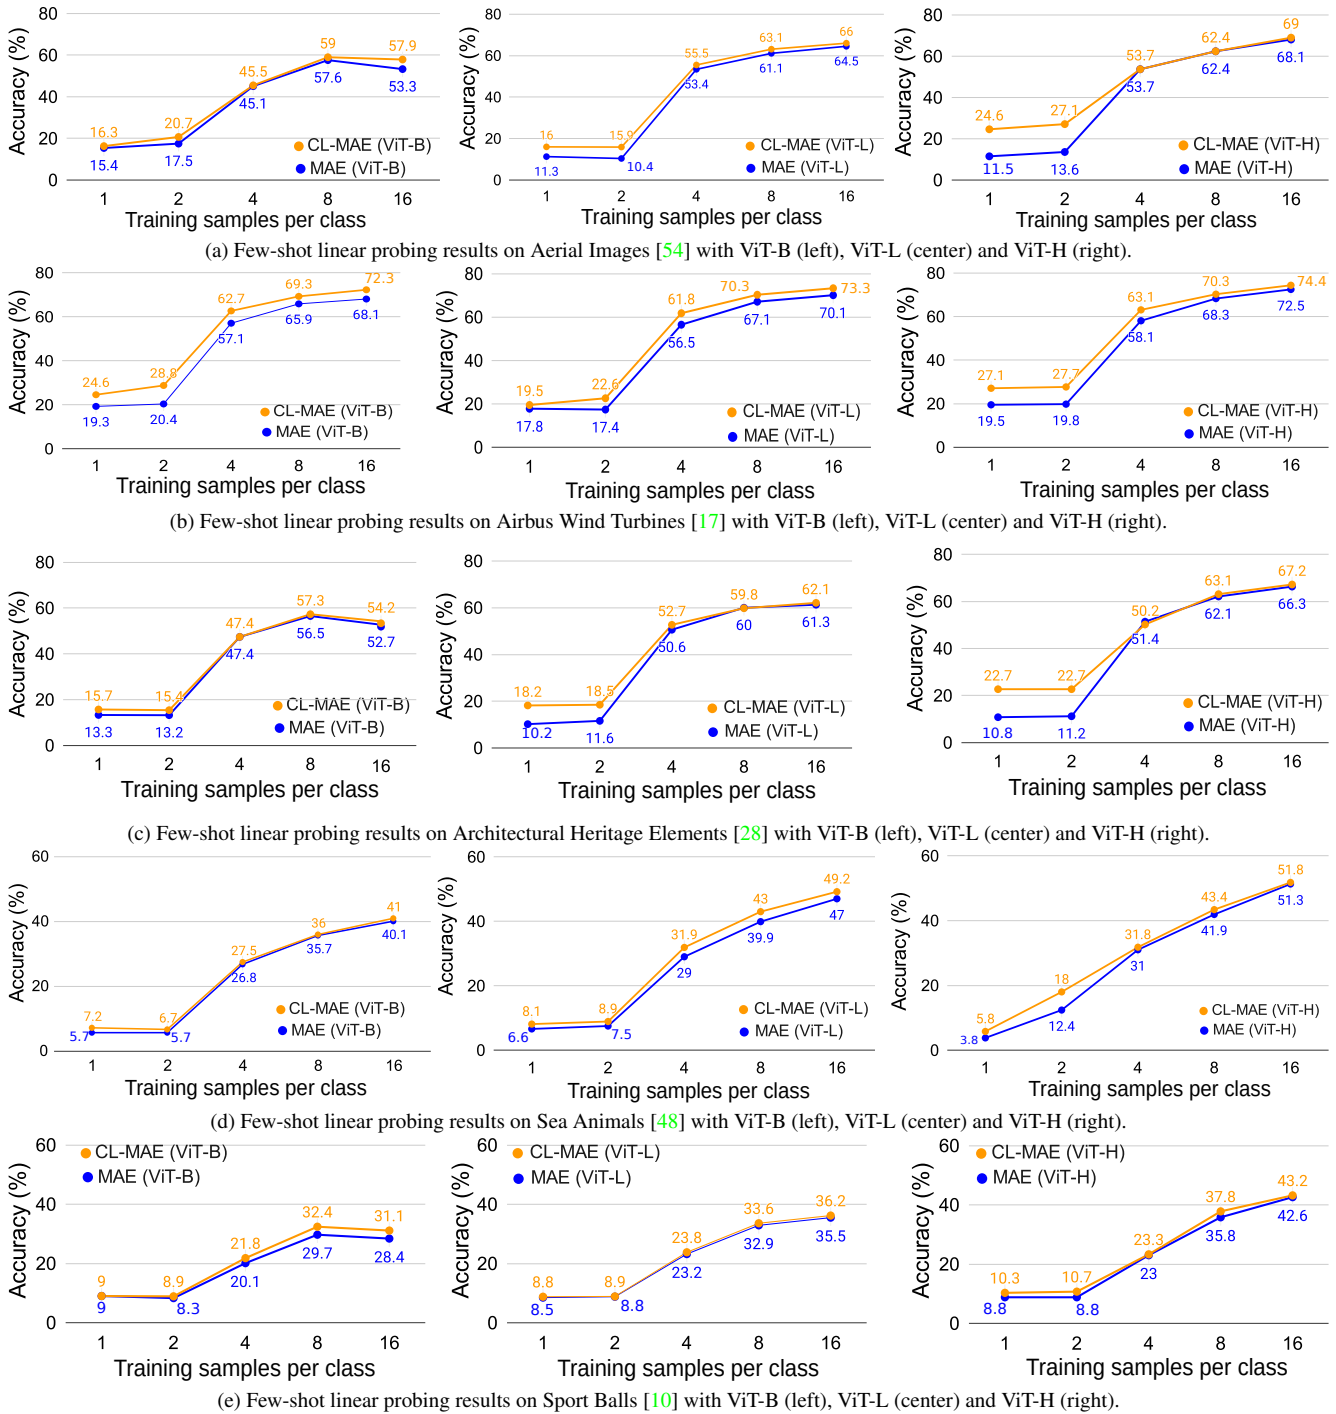 80
60
40
20
0
Accuracy (%)
16.3
20.7
45.5
59
57.9
15.4
17.5
45.1
57.6
53.3
CL-MAE (ViT-B)
MAE (ViT-B)
1 2 4 8 16
Training samples per class
80
60
40
20
0
Accuracy (%)
16
15.9
55.5
63.1
66
11.3
10.4
53.4
61.1
64.5
CL-MAE (ViT-L)
MAE (ViT-L)
1 2 4 8 16
Training samples per class
80
60
40
20
0
Accuracy (%)
24.6
27.1
53.7
62.4
69
11.5
13.6
53.7
62.4
68.1
CL-MAE (ViT-H)
MAE (ViT-H)
1 2 4 8 16
Training samples per class
(a) Few-shot linear probing results on Aerial Images [54] with ViT-B (left), ViT-L (center) and ViT-H (right).
80
60
40
20
0
Accuracy (%)
24.6
28.8
62.7
69.3
72.3
19.3
20.4
57.1
65.9
68.1
CL-MAE (ViT-B)
MAE (ViT-B)
1 2 4 8 16
Training samples per class
80
60
40
20
0
Accuracy (%)
19.5
22.6
61.8
70.3
73.3
17.8
17.4
56.5
67.1
70.1
CL-MAE (ViT-L)
MAE (ViT-L)
1 2 4 8 16
Training samples per class
80
60
40
20
0
Accuracy (%)
27.1
27.7
63.1
70.3
74.4
19.5
19.8
58.1
68.3
72.5
CL-MAE (ViT-H)
MAE (ViT-H)
1 2 4 8 16
Training samples per class
(b) Few-shot linear probing results on Airbus Wind Turbines [17] with ViT-B (left), ViT-L (center) and ViT-H (right).
80
60
40
20
0
Accuracy (%)
15.7
15.4
47.4
57.3
54.2
13.3
13.2
47.4
56.5
52.7
CL-MAE (ViT-B)
MAE (ViT-B)
1 2 4 8 16
Training samples per class
80
60
40
20
0
Accuracy (%)
18.2
18.5
52.7
59.8
62.1
10.2
11.6
50.6
60
61.3
CL-MAE (ViT-L)
MAE (ViT-L)
1 2 4 8 16
Training samples per class
80
60
40
20
0
Accuracy (%)
22.7
22.7
50.2
63.1
67.2
10.8
11.2
51.4
62.1
66.3
CL-MAE (ViT-H)
MAE (ViT-H)
1 2 4 8 16
Training samples per class
(c) Few-shot linear probing results on Architectural Heritage Elements [28] with ViT-B (left), ViT-L (center) and ViT-H (right).
60
40
20
0
Accuracy (%)
7.2
6.7
27.5
36
41
5.7
5.7
26.8
35.7
40.1
CL-MAE (ViT-B)
MAE (ViT-B)
1 2 4 8 16
Training samples per class
60
40
20
0
Accuracy (%)
8.1
8.9
31.9
43
49.2
6.6
7.5
29
39.9
47
CL-MAE (ViT-L)
MAE (ViT-L)
1 2 4 8 16
Training samples per class
60
40
20
0
Accuracy (%)
5.8
18
31.8
43.4
51.8
3.8
12.4
31
41.9
51.3
CL-MAE (ViT-H)
MAE (ViT-H)
1 2 4 8 16
Training samples per class
(d) Few-shot linear probing results on Sea Animals [48] with ViT-B (left), ViT-L (center) and ViT-H (right).
60
40
20
0
Accuracy (%)
CL-MAE (ViT-B)
MAE (ViT-B)
9
8.9
21.8
32.4
31.1
9
8.3
20.1
29.7
28.4
1 2 4 8 16
Training samples per class
60
40
20
0
Accuracy (%)
CL-MAE (ViT-L)
MAE (ViT-L)
8.8
8.9
23.8
33.6
36.2
8.5
8.8
23.2
32.9
35.5
1 2 4 8 16
Training samples per class
60
40
20
0
Accuracy (%)
CL-MAE (ViT-H)
MAE (ViT-H)
10.3
10.7
23.3
37.8
43.2
8.8
8.8
23
35.8
42.6
1 2 4 8 16
Training samples per class
(e) Few-shot linear probing results on Sport Balls [10] with ViT-B (left), ViT-L (center) and ViT-H (right).